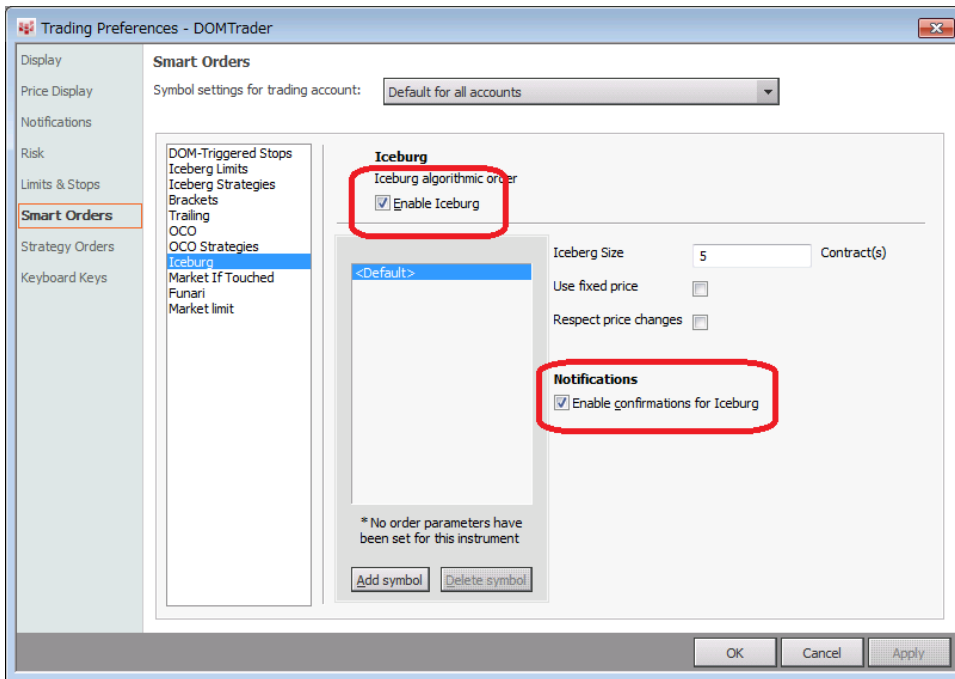 Trading Preferences - DOMTrader
Display
Price Display
Notifications
Risk
Limits & Stops
Smart Orders
Strategy Orders
Keyboard Keys
Smart Orders
Symbol settings for trading account:
Default for all accounts
DOM-Triggered Stops
Iceberg Limits
Iceberg Strategies
Brackets
Trailing
OCO
OCO Strategies
Iceburg
Market If Touched
Funari
Market limit
Iceburg
Iceburg algorithmic order
Enable Iceburg
<Default>
* No order parameters have
been set for this instrument
Add symbol
Delete symbol
Iceberg Size
5
Contract(s)
Use fixed price
Respect price changes
Notifications
Enable confirmations for Iceburg
OK
Cancel
Apply